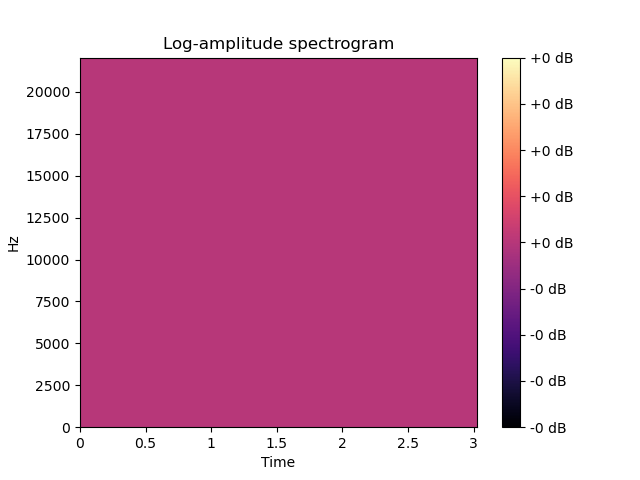 Log-amplitude spectrogram
Hz
20000
17500
15000
12500
10000
7500
5000
2500
0
0 0.5 1 1.5 2 2.5 3
Time
+0 dB
+0 dB
+0 dB
+0 dB
+0 dB
-0 dB
-0 dB
-0 dB
-0 dB